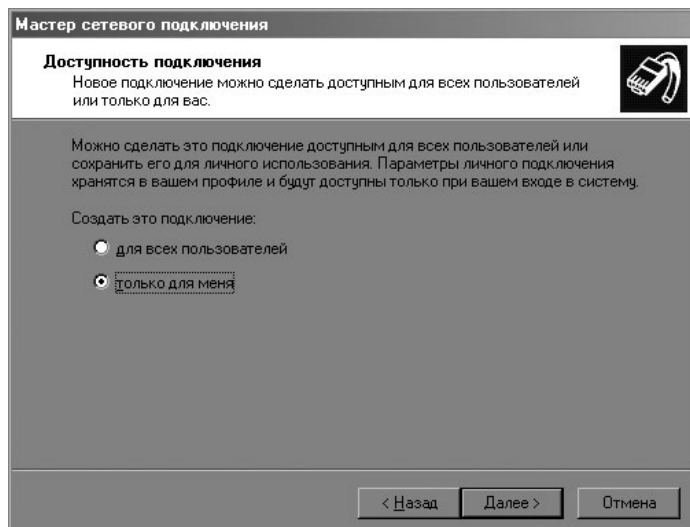 Мастер сетевого подключения
Доступность подключения
Новое подключение можно сделать доступным для всех пользователей
или только для вас.
Можно сделать это подключение доступным для всех пользователей или
сохранить его для личного использования. Параметры личного подключения
хранятся в вашем профиле и будут доступны только при вашем входе в систему.
Создать это подключение:
для всех пользователей
только для меня
< Назад Далее > Отмена